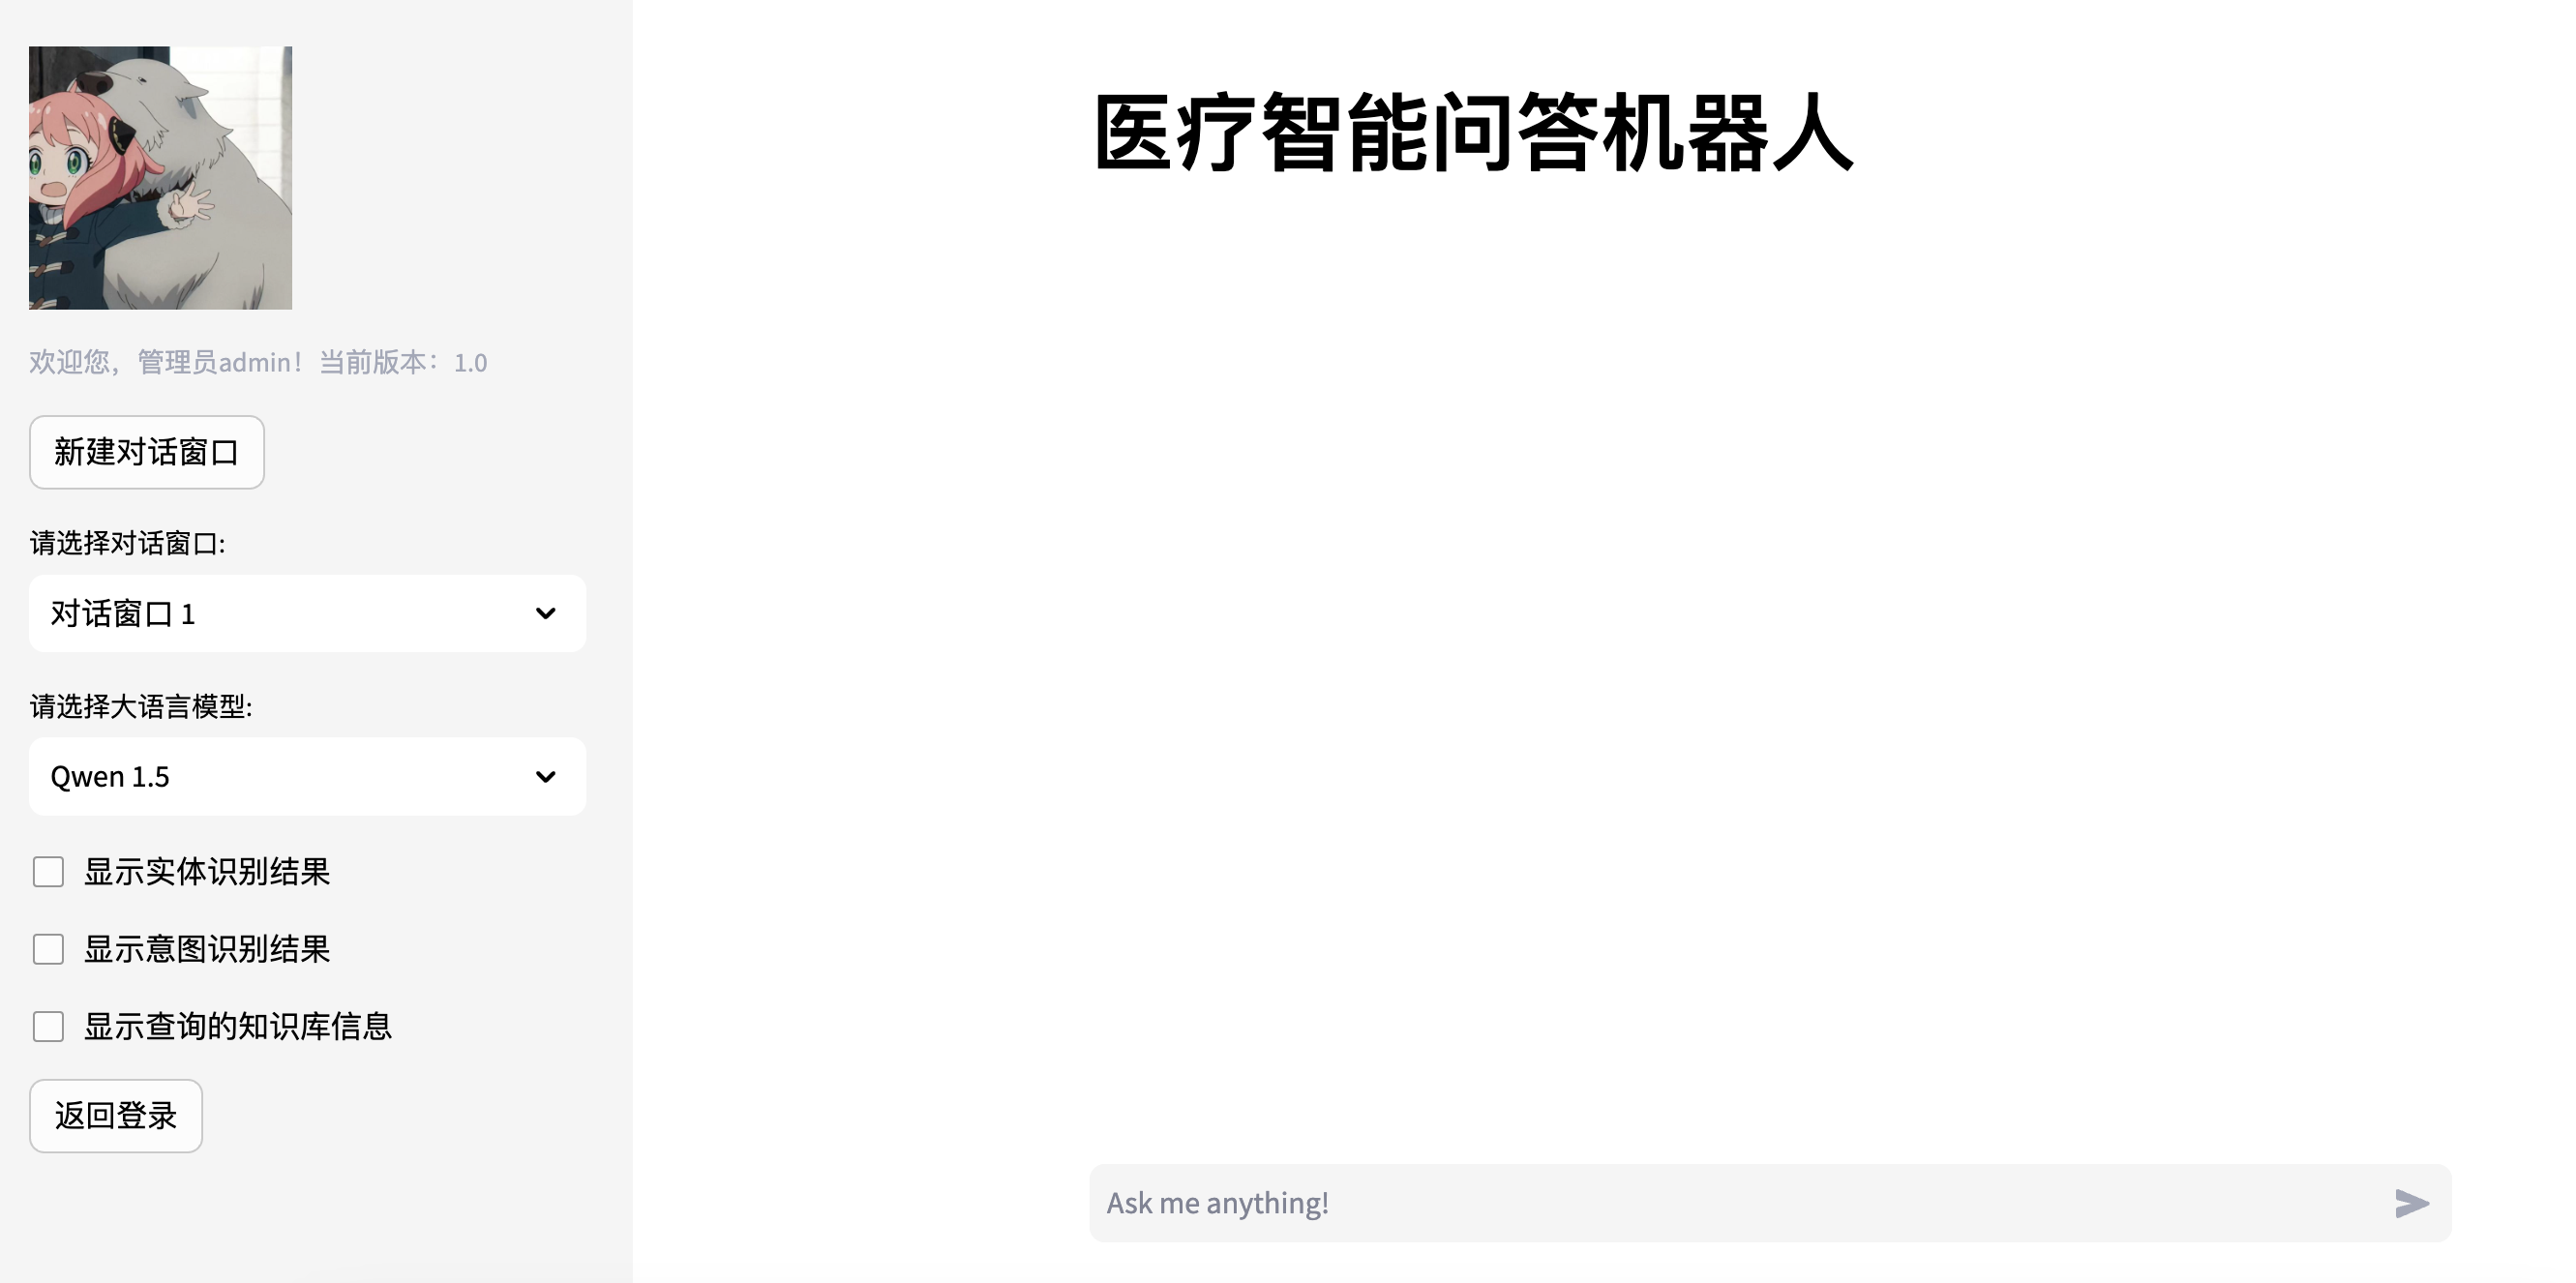 欢迎您，管理员admin！当前版本：1.0
新建对话窗口
请选择对话窗口:
对话窗口 1
请选择大语言模型:
Qwen 1.5
显示实体识别结果
显示意图识别结果
显示查询的知识库信息
返回登录
医疗智能问答机器人
Ask me anything!